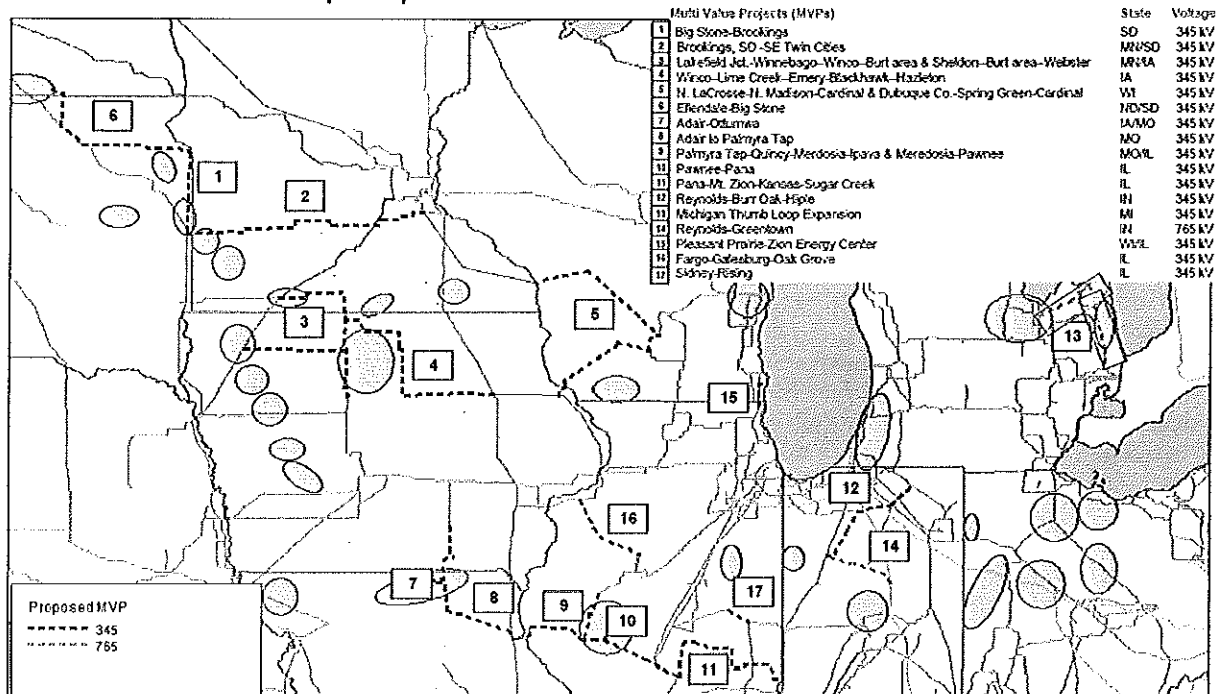 Multi Value Projects (MVPs) State Voltage
1 Big Stone-Brookings SD 345 kV
2 Brookings, SD -SE Twin Cities MN/SD 345 kV
3 Lakefield Jct.-Winnebago-Winco-Burt area & Sheldon-Burt area-Webster MN/IA 345 kV
4 Winco-Lime Creek-Emery-Blackhawk-Hazleton IA 345 kV
5 N. LaCrosse-N. Madison-Cardinal & Dubuque Co.-Spring Green-Cardinal WI 345 kV
6 Ellendale-Big Stone ND/SD 345 kV
7 Adair-Ottumwa IA/MO 345 kV
8 Adair to Palmyra Tap MO 345 kV
9 Palmyra Tap-Quincy-Merdosia-Ipava & Meredosia-Pawnee MO/IL 345 kV
10 Pawnee-Pana IL 345 kV
11 Pana-Mt. Zion-Kansas-Sugar Creek IL 345 kV
12 Reynolds-Burr Oak-Hiple IN 345 kV
13 Michigan Thumb Loop Expansion MI 345 kV
14 Reynolds-Greentown IN 765 kV
15 Pleasant Prairie-Zion Energy Center WI/IL 345 kV
16 Fargo-Galesburg-Oak Grove IL 345 kV
17 Sidney-Rising IL 345 kV
6
1
2
3
4
5
13
15
12
16
14
7
8
9
10
17
11
Proposed MVP
345
765